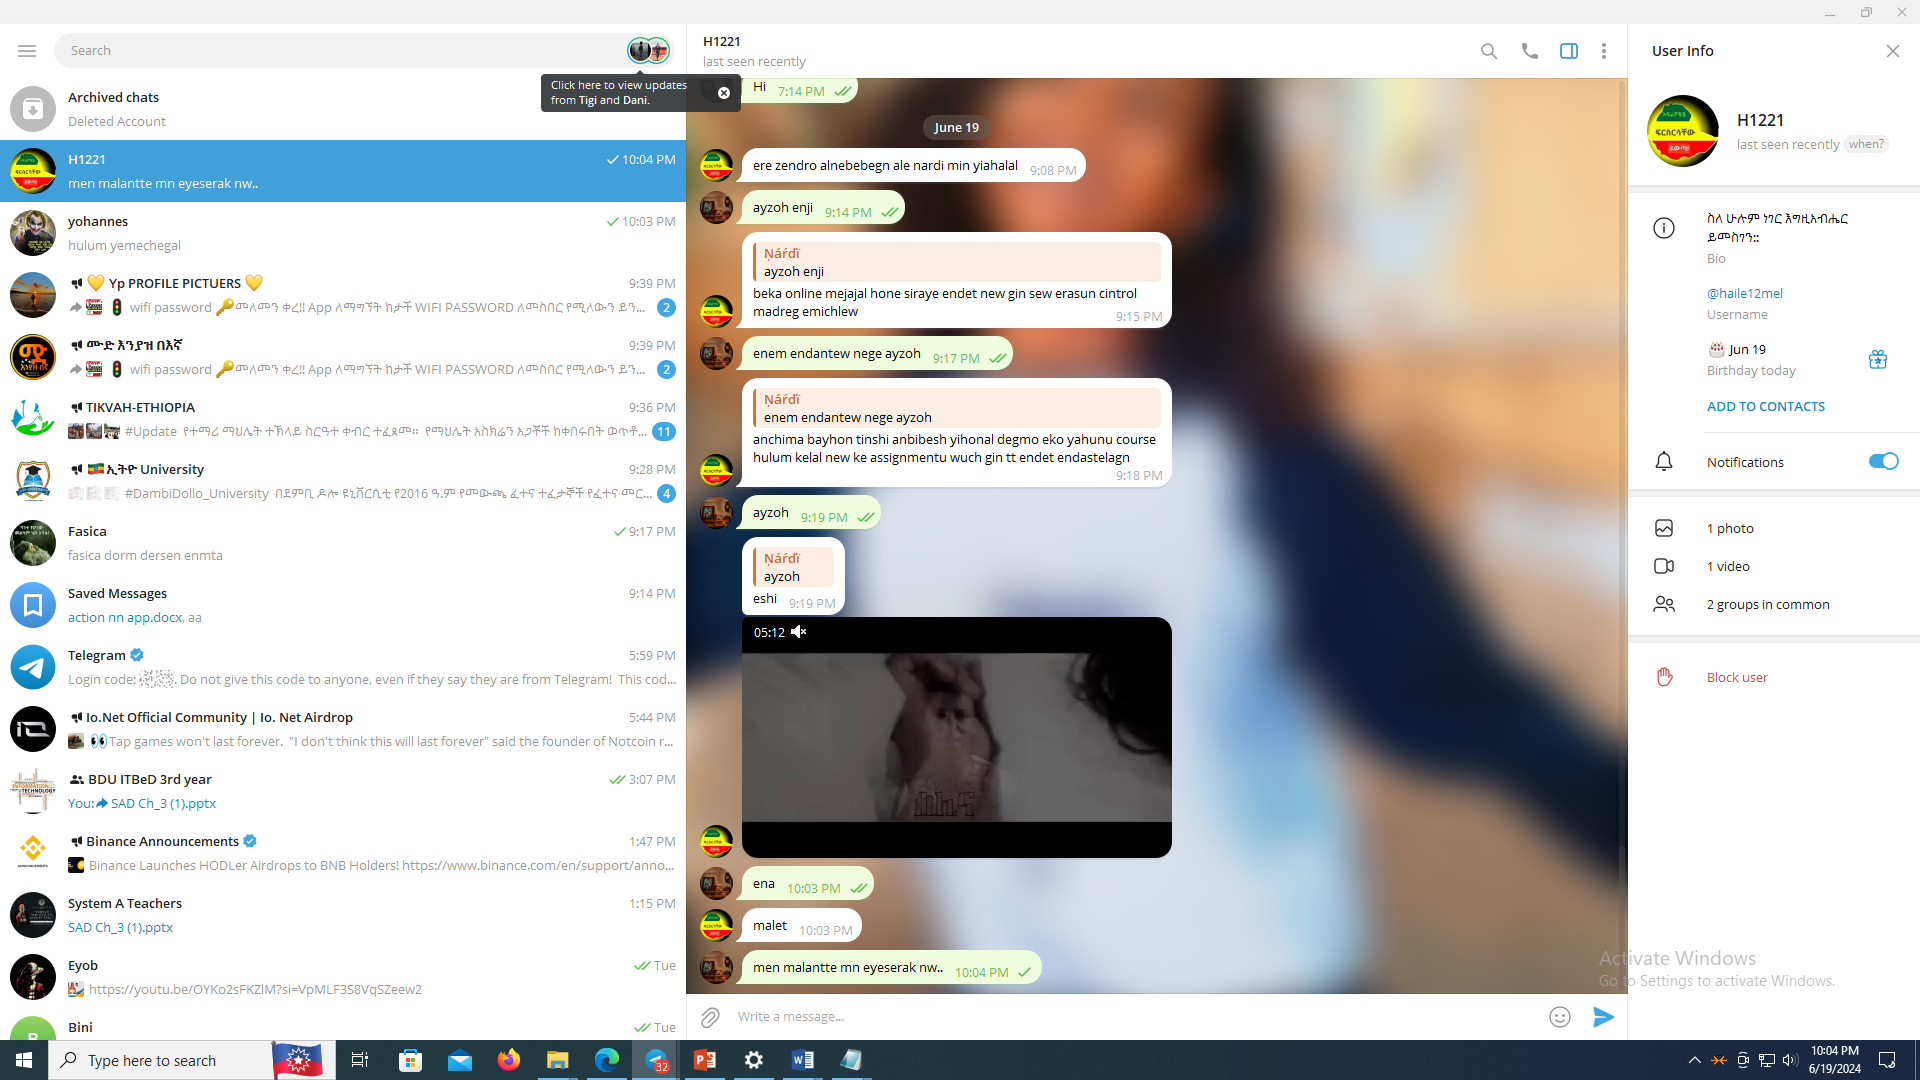 Search
Click here to view updates
from Tigi and Dani.
Archived chats
Deleted Account
H1221
10:04 PM
men malantte mn eyeserak nw..
yohannes
10:03 PM
hulum yemechegal
Yp PROFILE PICTUERS
9:39 PM
wifi password 🔑መለመን ቀረ!! App ለማግኘት ከታች WIFI PASSWORD ለመስበር የሚለውን ይን...
2
ሙድ እንያዝ በእኛ
9:39 PM
wifi password 🔑መለመን ቀረ!! App ለማግኘት ከታች WIFI PASSWORD ለመስበር የሚለውን ይን...
2
TIKVAH-ETHIOPIA
9:36 PM
#Update የተማሪ ማህሌት ተኽላይ ስርዓተ ቀብር ተፈጸመ። የማህሌት አስክሬን አጋቾች ከቀበሩበት ወጥቶ...
11
ኢትዮ University
9:28 PM
#DambiDollo_University በደምቢ ዶሎ ዩኒቨርሲቲ የ2016 ዓ.ም የመውጫ ፈተና ተፈታኞች የፈተና መር...
4
Fasica
9:17 PM
fasica dorm dersen enmta
Saved Messages
9:14 PM
action nn app.docx, aa
Telegram
5:59 PM
Login code: . Do not give this code to anyone, even if they say they are from Telegram! This cod...
Io.Net Official Community | Io. Net Airdrop
5:44 PM
👀Tap games won't last forever. "I don't think this will last forever" said the founder of Notcoin r...
BDU ITBeD 3rd year
3:07 PM
You: SAD Ch_3 (1).pptx
Binance Announcements
1:47 PM
Binance Launches HODLer Airdrops to BNB Holders! https://www.binance.com/en/support/anno...
System A Teachers
1:15 PM
SAD Ch_3 (1).pptx
Eyob
Tue
https://youtu.be/OYKo2sFKZlM?si=VpMLF3S8VqSZeew2
Bini
Tue
H1221
last seen recently
Hi 7:14 PM
June 19
ere zendro alnebebegn ale nardi min yiahalal 9:08 PM
ayzoh enji 9:14 PM
Ņáŕdï
ayzoh enji
beka online mejajal hone siraye endet new gin sew erasun cintrol
madreg emichlew
9:15 PM
enem endantew nege ayzoh 9:17 PM
Ņáŕdï
enem endantew nege ayzoh
anchima bayhon tinshi anbibesh yihonal degmo eko yahunu course
hulum kelal new ke assignmentu wuch gin tt endet endastelagn
9:18 PM
ayzoh 9:19 PM
Ņáŕdï
ayzoh
eshi 9:19 PM
05:12
ስለና
ena 10:03 PM
malet 10:03 PM
men malantte mn eyeserak nw.. 10:04 PM
Write a message...
User Info
H1221
last seen recently when?
ስለ ሁሉም ነገር እግዚአብሔር
ይመስገን::
Bio
@haile12mel
Username
Jun 19
Birthday today
ADD TO CONTACTS
Notifications
1 photo
1 video
2 groups in common
Block user
Activate Windows
Go to Settings to activate Windows.
Type here to search
32
10:04 PM
6/19/2024